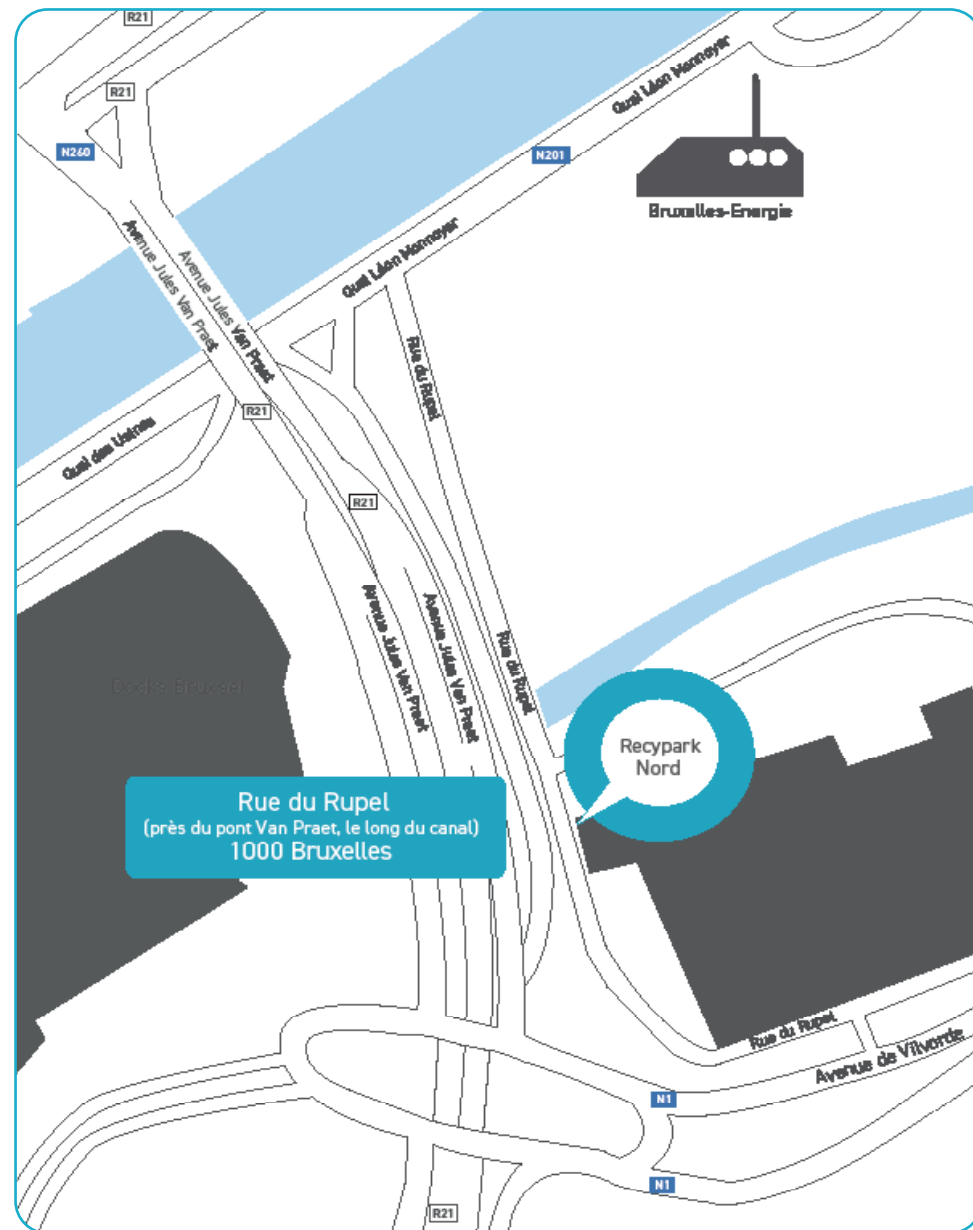 R21
R21
N260
Quai Léon Monnoyer
N201
Bruxelles-Energie
Avenue Jules Van Praet
Avenue Jules Van Praet
Quai Léon Monnoyer
Rue du Rupel
R21
Quai des Usines
R21
Avenue Jules Van Praet
Avenue Jules Van Praet
Rue du Rupel
Docks Bruxsel
Recypark
Nord
Rue du Rupel
(près du pont Van Praet, le long du canal)
1000 Bruxelles
Rue du Rupel
Avenue de Vilvorde
N1
N1
R21